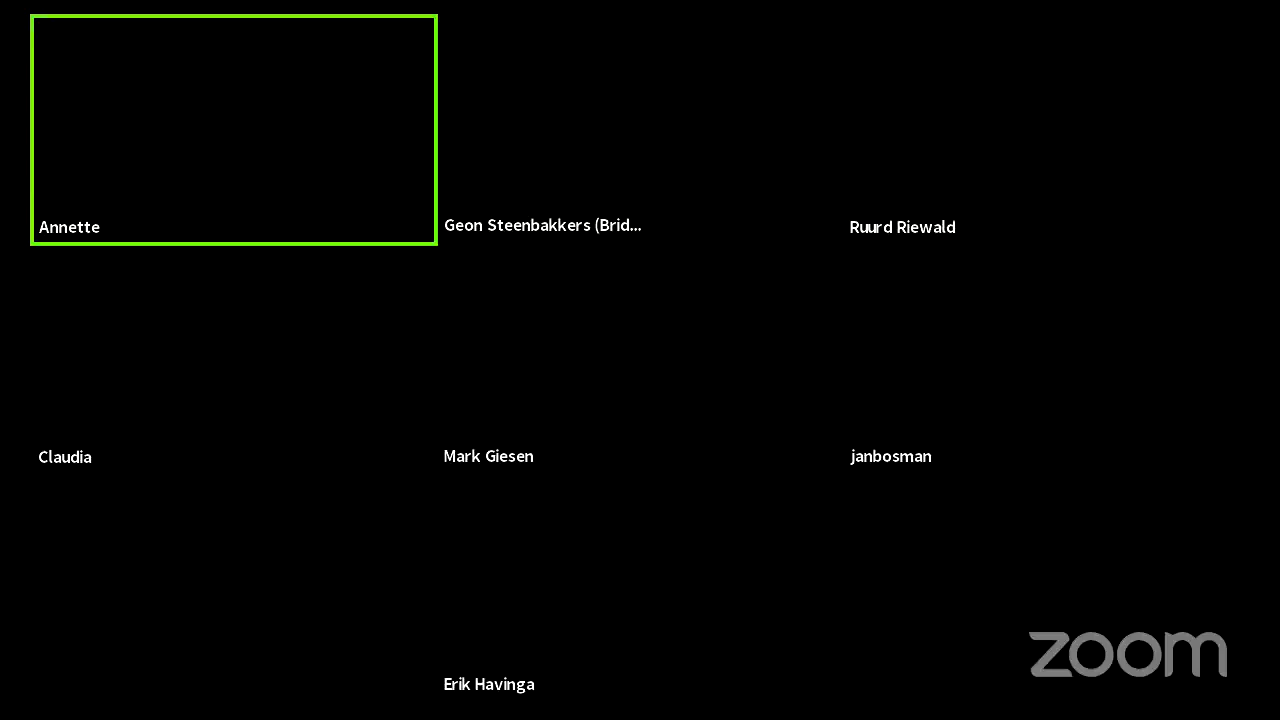 Annette
Geon Steenbakkers (Brid...
Ruurd Riewald
Claudia
Mark Giesen
janbosman
Erik Havinga
zoom